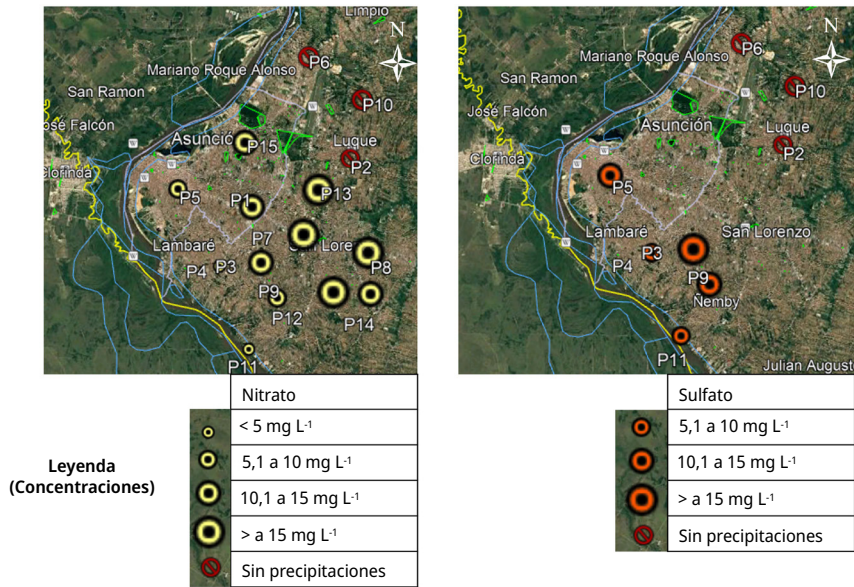 Limpio
N
P6
Mariano Roque Alonso
San Ramon
P10
José Falcón
Asunció
P15
Luque
P2
Clorinda
P5
P1
P13
Lambaré
P7
n Lore
P4
P3
P8
P9
P12
P14
P11
Nitrato
< 5 mg L-1
5,1 a 10 mg L-1
10,1 a 15 mg L-1
> a 15 mg L-1
Sin precipitaciones
Leyenda
(Concentraciones)
N
P6
Mariano Roque Alonso
San Ramon
P10
José Falcón
Asunción
Luque
P2
Clorinda
P5
Lambaré
San Lorenzo
P4
P3
P9
Ñemby
P11
Julian Augusto
Sulfato
5,1 a 10 mg L-1
10,1 a 15 mg L-1
> a 15 mg L-1
Sin precipitaciones